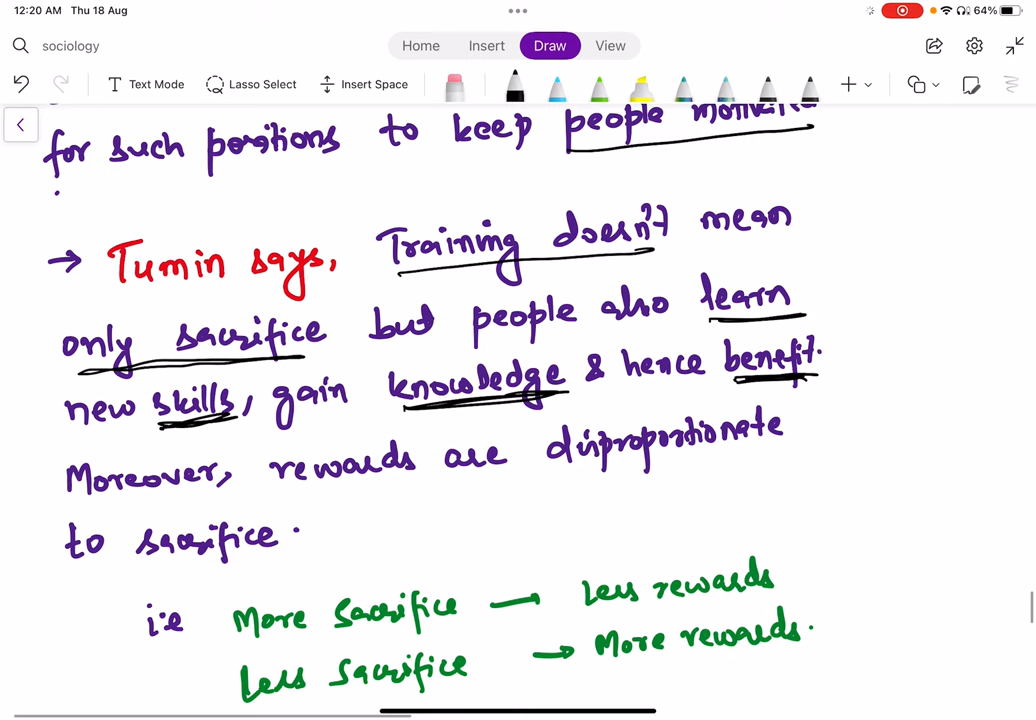 12:20 AM Thu 18 Aug
64%
sociology
Home Insert Draw View
Text Mode Lasso Select Insert Space
for such positions to keep people
→ Tumin says, Training doesn't mean
only sacrifice but people also learn
new skills, gain knowledge & hence benefit.
Moreover, rewards are disproportionate
to sacrifice.
i.e More Sacrifice — Less rewards
Less Sacrifice → More rewards.